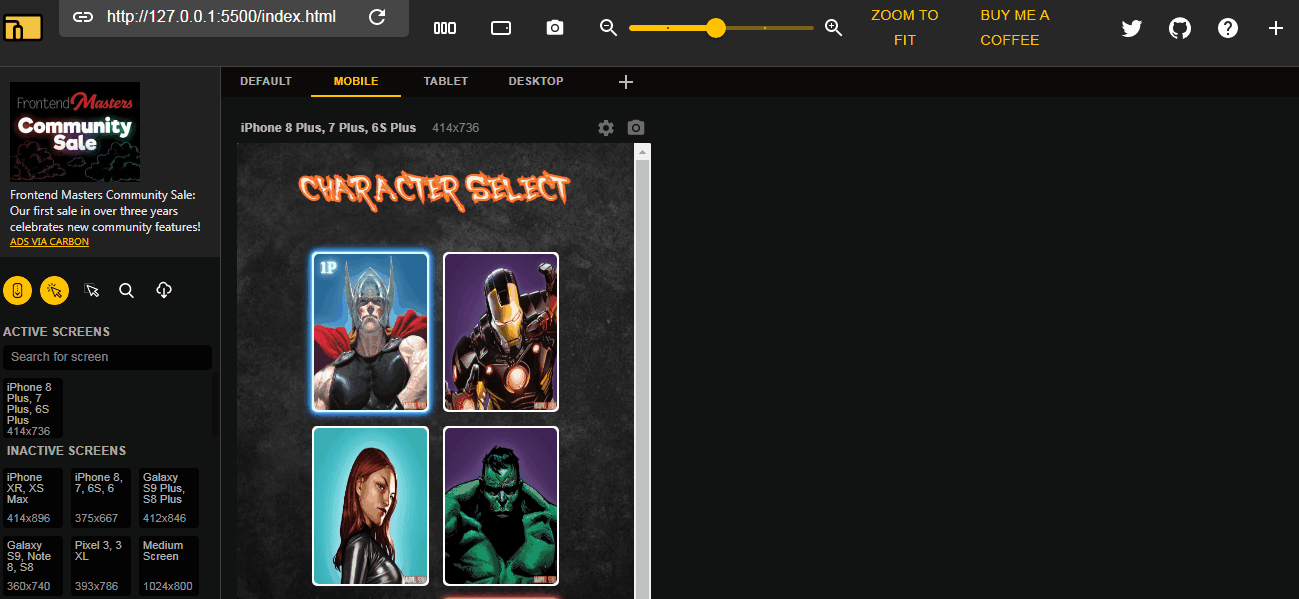 http://127.0.0.1:5500/index.html
ZOOM TO
FIT
BUY ME A
COFFEE
Frontend Masters
Community
Sale
Frontend Masters Community Sale:
Our first sale in over three years
celebrates new community features!
ADS VIA CARBON
ACTIVE SCREENS
Search for screen
iPhone 8
Plus, 7
Plus, 6S
Plus
414x736
INACTIVE SCREENS
iPhone
XR, XS
Max
414x896
iPhone 8,
7, 6S, 6
375x667
Galaxy
S9 Plus,
S8 Plus
412x846
Galaxy
S9, Note
8, S8
360x740
Pixel 3, 3
XL
393x786
Medium
Screen
1024x800
DEFAULT
MOBILE
TABLET
DESKTOP
iPhone 8 Plus, 7 Plus, 6S Plus 414x736
CHARACTER SELECT
1P